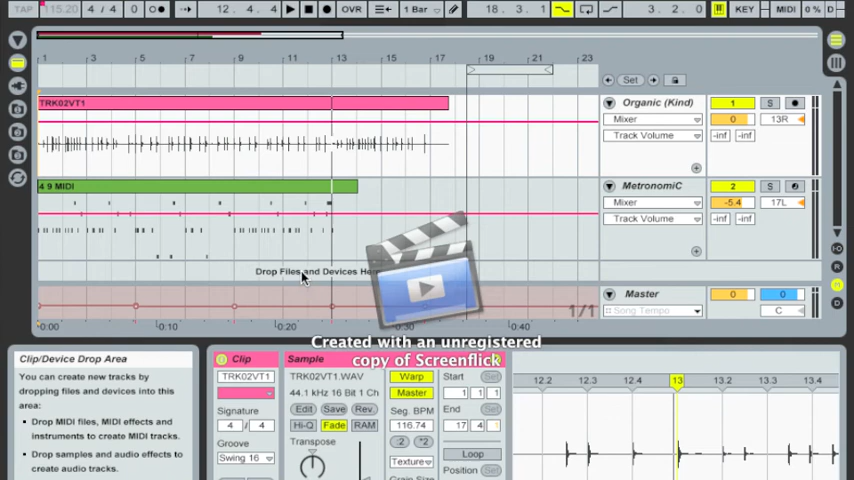 TAP 115.20 4 / 4 12. 4. 4 OVR 1 Bar 18. 3. 1 3. 2. 0 KEY MIDI 0 % D
1 3 5 7 9 11 13 15 17 19 21 23
Set
TRK02VT1
Organic (Kind) 1 S
Mixer 0 13R
Track Volume -inf -inf
4 9 MIDI
MetronomiC 2 S
Mixer -5.4 17L
Track Volume -inf -inf
Drop Files and Devices He
1/1
Master 0 0
Song Tempo C
0:00 0:10 0:20 0:30 0:40
Created with an unregistered
copy of Screenflick
Clip/Device Drop Area
You can create new tracks by
dropping files and devices into this
area:
Drop MIDI files, MIDI effects and
instruments to create MIDI tracks.
Drop samples and audio effects to
create audio tracks.
Clip
TRK02VT1
Signature
4 / 4
Groove
Swing 16
Sample
TRK02VT1.WAV
44.1 kHz 16 Bit 1 Ch
Edit Save Rev.
Hi-Q Fade RAM
Transpose
Warp
Master
Seg. BPM
116.74
:2 *2
Texture
Grain Size
Start Set
1 1 1
End Set
17 4 1
Loop
Position Set
12.2 12.3 12.4 13 13.2 13.3 13.4